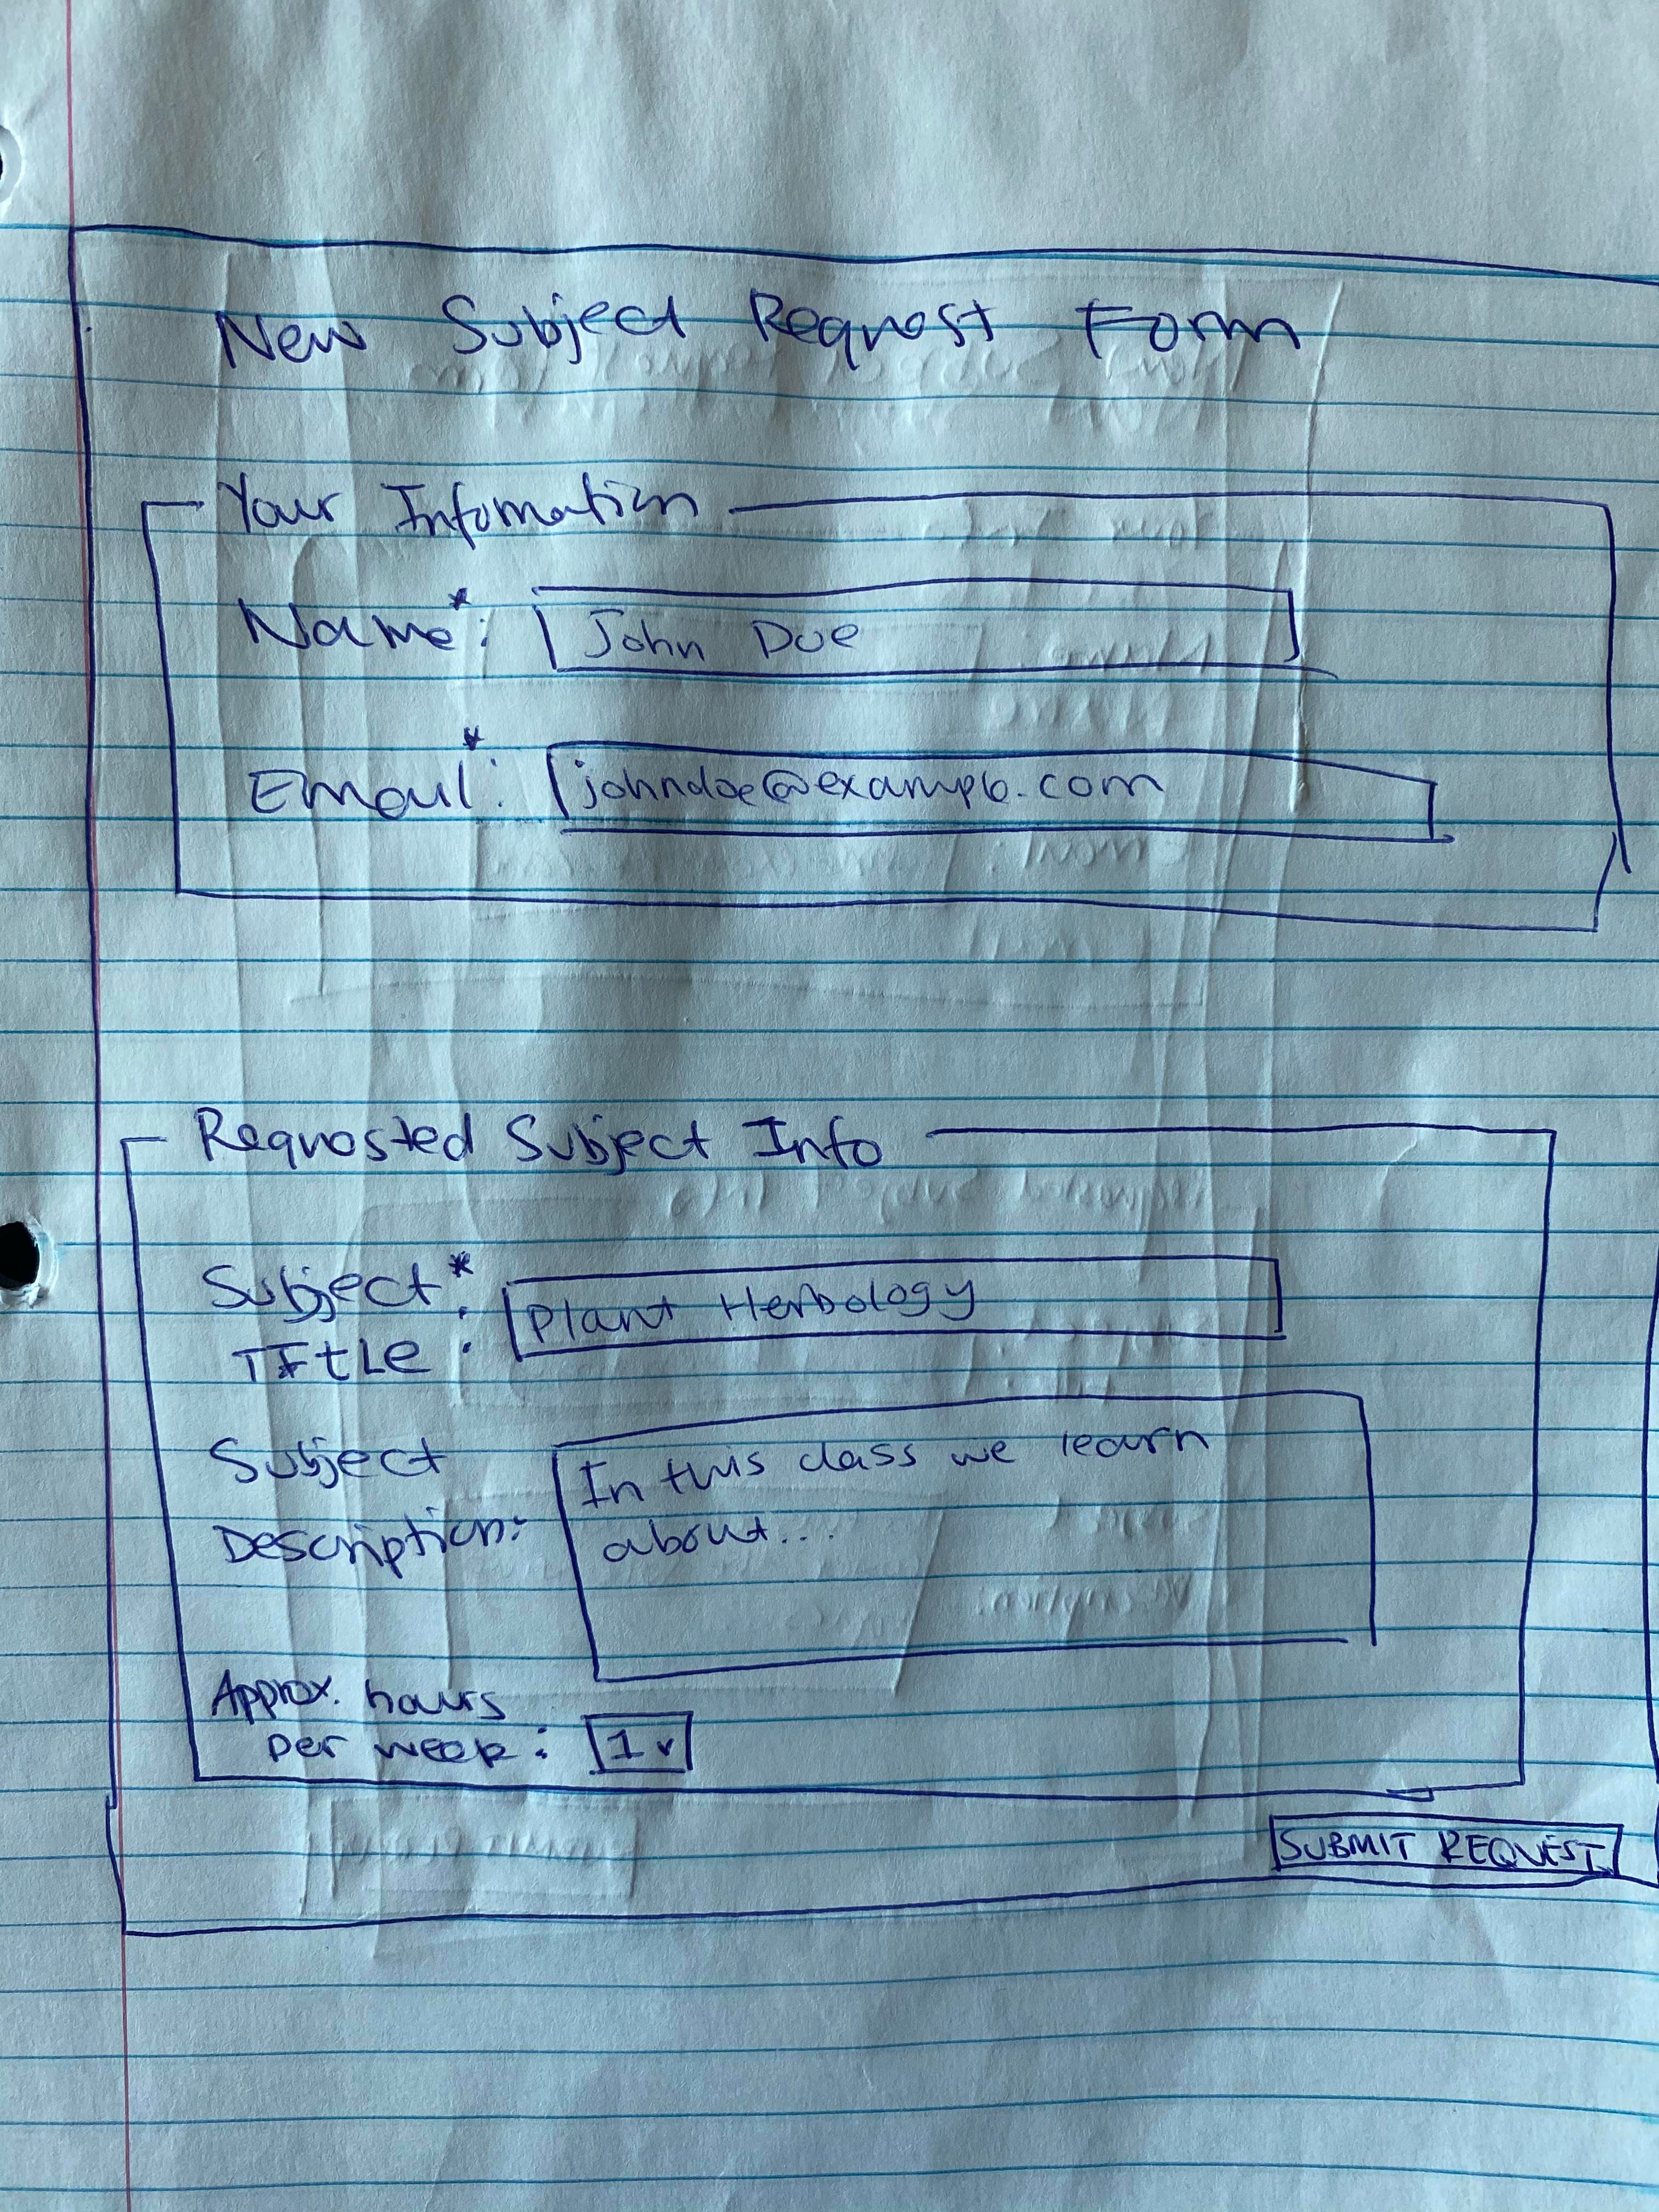 New Subject Request Form
Your Infomation
Name*: John Doe
Email*: johndoe@example.com
Requested Subject Info
Subject*
Title: Plant Herbology
Subject
Description:
In this class we learn
about...
Approx. hours
per week: 1
SUBMIT REQUEST